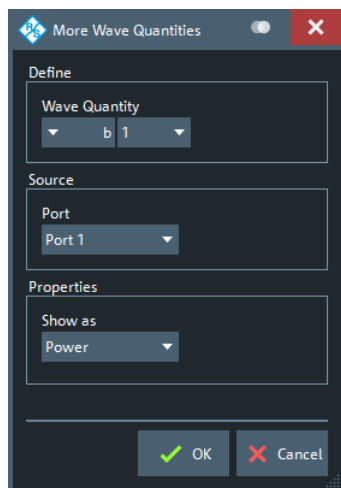 R&S More Wave Quantities
Define
Wave Quantity
b 1
Source
Port
Port 1
Properties
Show as
Power
OK Cancel